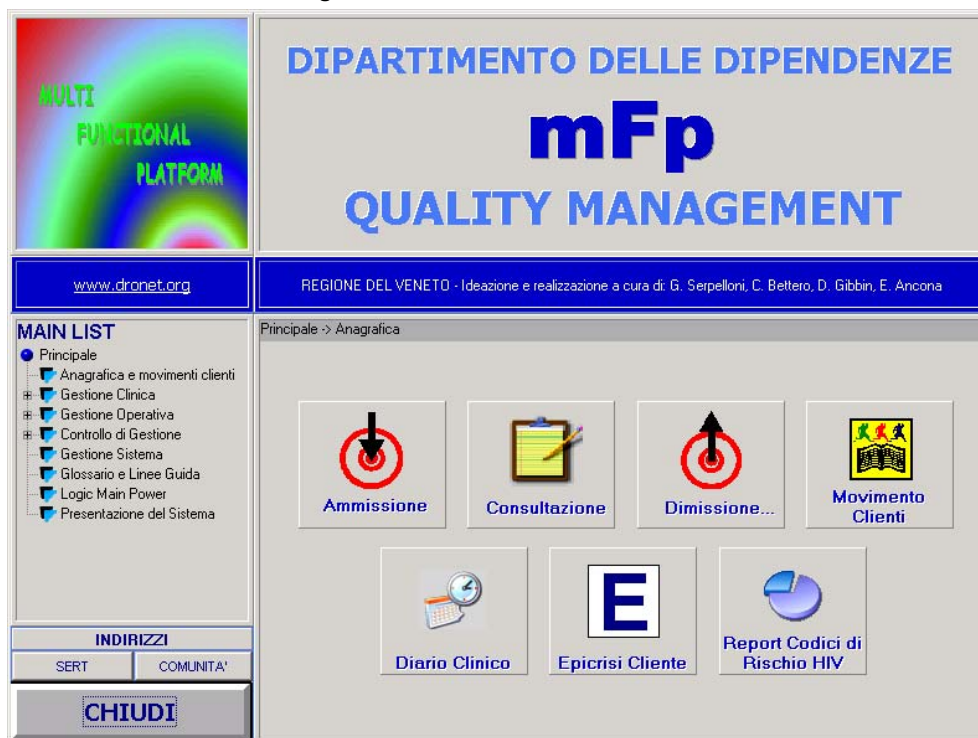 MULTI
FUNCTIONAL
PLATFORM
DIPARTIMENTO DELLE DIPENDENZE
mFp
QUALITY MANAGEMENT
www.dronet.org
REGIONE DEL VENETO - Ideazione e realizzazione a cura di: G. Serpelloni, C. Bettero, D. Gibbin, E. Ancona
MAIN LIST
Principale
Anagrafica e movimenti clienti
Gestione Clinica
Gestione Operativa
Controllo di Gestione
Gestione Sistema
Glossario e Linee Guida
Logic Main Power
Presentazione del Sistema
INDIRIZZI
SERT
COMUNITA'
CHIUDI
Principale -> Anagrafica
Ammissione
Consultazione
Dimissione...
Movimento
Clienti
Diario Clinico
E
Epicrisi Cliente
Report Codici di
Rischio HIV